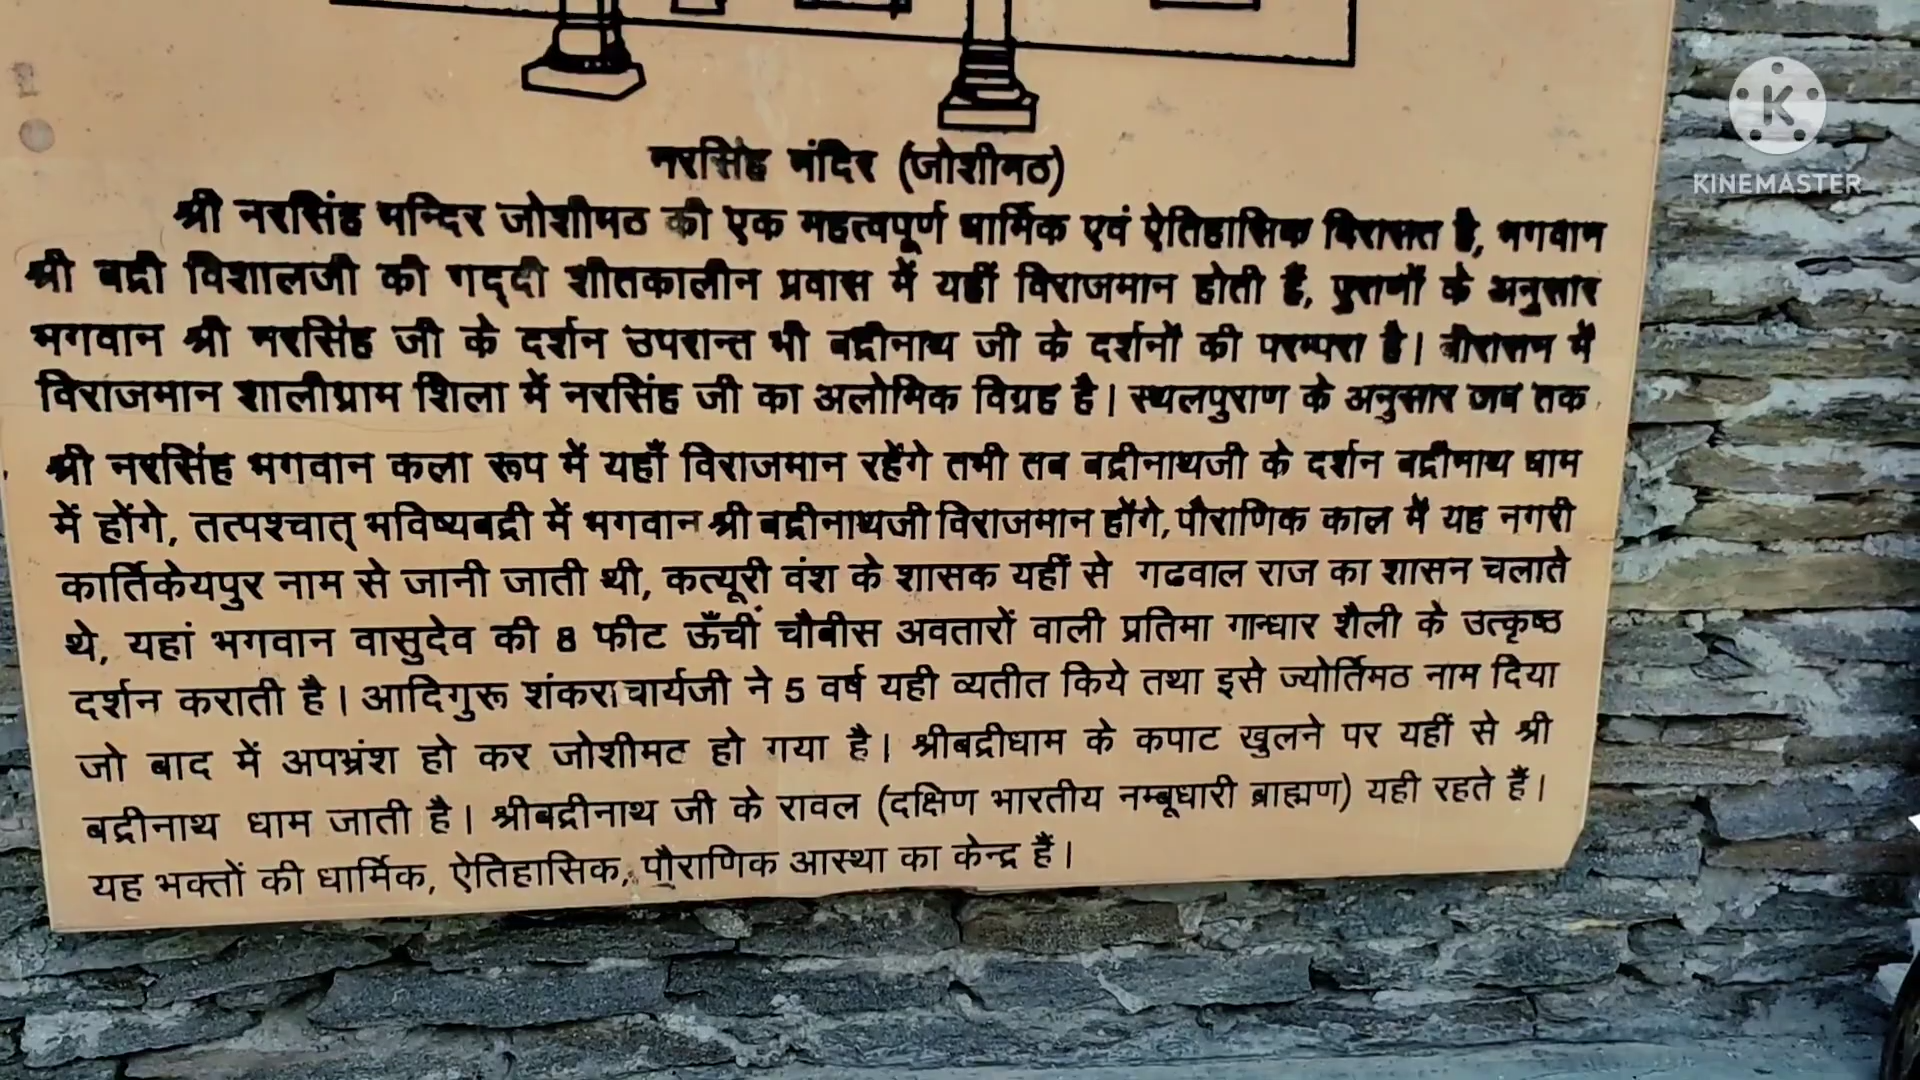 नरसिंह मंदिर (जोशीमठ)
श्री नरसिंह मन्दिर जोशीमठ की एक महत्वपूर्ण धार्मिक एवं ऐतिहासिक विरासत है, भगवान
श्री बद्री विशालजी की गद्‌दी शीतकालीन प्रवास में यहीं विराजमान होती हैं, पुराणों के अनुसार
भगवान श्री नरसिंह जी के दर्शन उपरान्त भी बद्रीनाथ जी के दर्शनों की परम्परा है। वीरासन में
विराजमान शालीग्राम शिला में नरसिंह जी का अलोमिक विग्रह है। स्थलपुराण के अनुसार जब तक
श्री नरसिंह भगवान कला रूप में यहाँ विराजमान रहेंगे तभी तब बद्रीनाथजी के दर्शन बद्रीनाथ धाम
में होंगे, तत्पश्चात् भविष्यबद्री में भगवान श्री बद्रीनाथजी विराजमान होंगे, पौराणिक काल में यह नगरी
कार्तिकेयपुर नाम से जानी जाती थी, कत्यूरी वंश के शासक यहीं से गढवाल राज का शासन चलाते
थे, यहां भगवान वासुदेव की 8 फीट ऊँचीं चौबीस अवतारों वाली प्रतिमा गान्धार शैली के उत्कृष्ठ
दर्शन कराती है। आदिगुरू शंकराचार्यजी ने 5 वर्ष यही व्यतीत किये तथा इसे ज्योर्तिमठ नाम दिया
जो बाद में अपभ्रंश हो कर जोशीमठ हो गया है। श्रीबद्रीधाम के कपाट खुलने पर यहीं से श्री
बद्रीनाथ धाम जाती है। श्रीबद्रीनाथ जी के रावल (दक्षिण भारतीय नम्बूधारी ब्राह्मण) यही रहते हैं।
यह भक्तों की धार्मिक, ऐतिहासिक, पौराणिक आस्था का केन्द्र हैं।
KINEMASTER